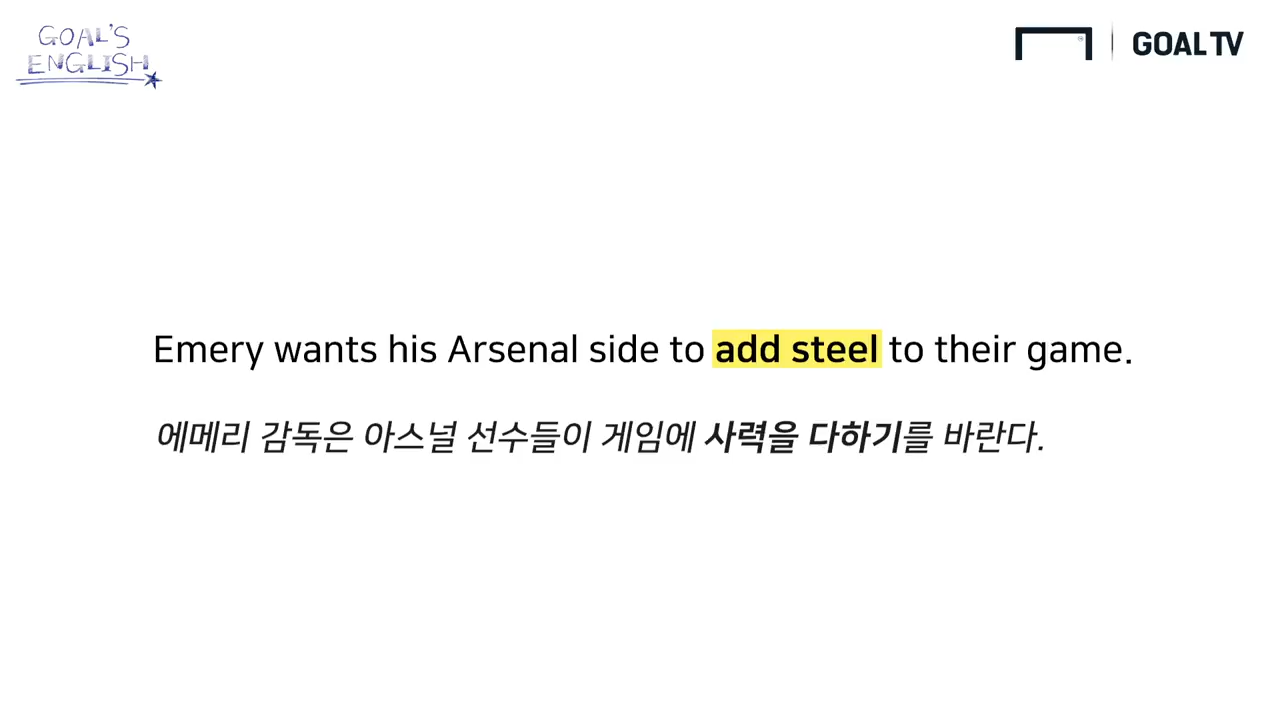 GOAL'S
ENGLISH
GOAL TV
Emery wants his Arsenal side to add steel to their game.
에메리 감독은 아스널 선수들이 게임에 사력을 다하기를 바란다.